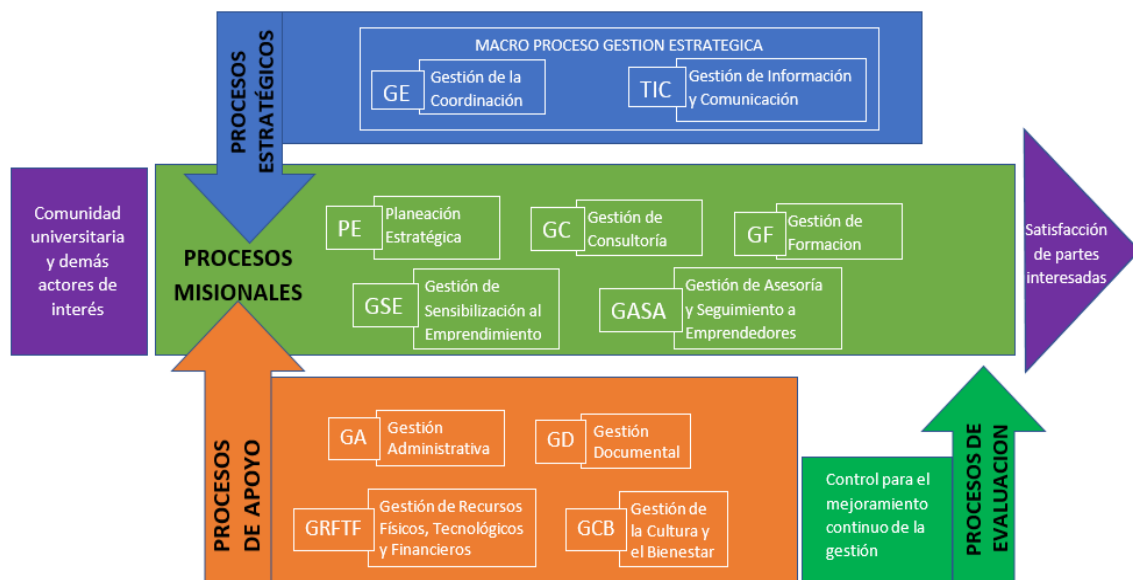 PROCESOS
ESTRATÉGICOS
MACRO PROCESO GESTION ESTRATEGICA
GE
Gestión de la
Coordinación
TIC
Gestión de Información
y Comunicación
Comunidad
universitaria
y demás
actores de
interés
PROCESOS
MISIONALES
PE
Planeación
Estratégica
GC
Gestión de
Consultoría
GF
Gestión de
Formacion
GSE
Gestión de
Sensibilización al
Emprendimiento
GASA
Gestión de Asesoría
y Seguimiento a
Emprendedores
Satisfacción
de partes
interesadas
PROCESOS
DE APOYO
GA
Gestión
Administrativa
GD
Gestión
Documental
GRFTF
Gestión de Recursos
Físicos, Tecnológicos
y Financieros
GCB
Gestión de
la Cultura y
el Bienestar
Control para el
mejoramiento
continuo de la
gestión
PROCESOS DE
EVALUACION